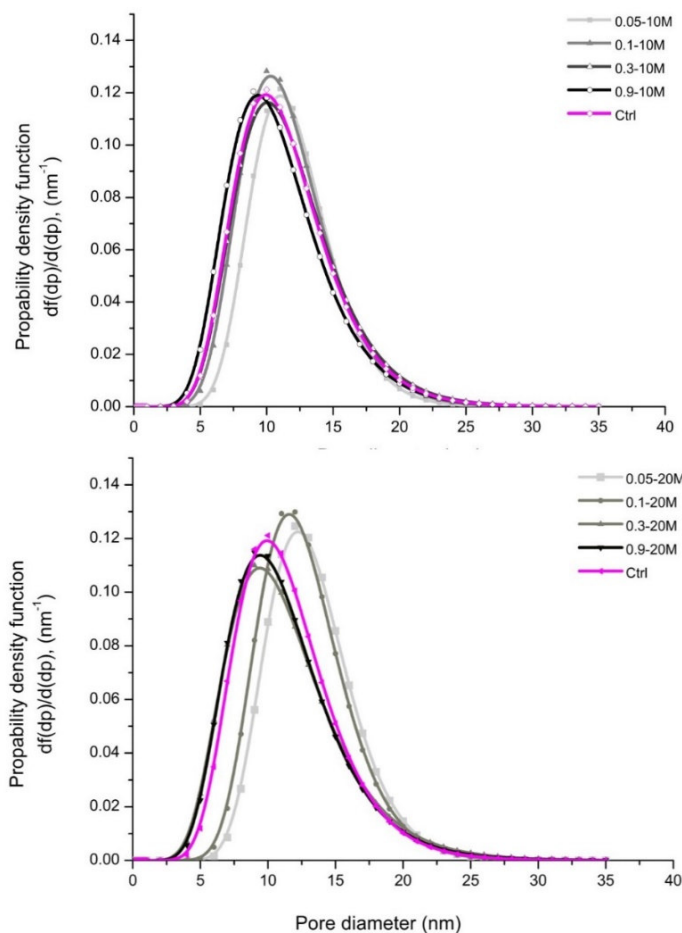 0.14
0.12
0.10
0.08
0.06
0.04
0.02
0.00
0
5
10
15
20
25
30
35
40
Propability density function
df(dp)/d(dp), (nm⁻¹)
0.05-10M
0.1-10M
0.3-10M
0.9-10M
Ctrl
0.14
0.12
0.10
0.08
0.06
0.04
0.02
0.00
0
5
10
15
20
25
30
35
40
Propability density function
df(dp)/d(dp), (nm⁻¹)
0.05-20M
0.1-20M
0.3-20M
0.9-20M
Ctrl
Pore diameter (nm)